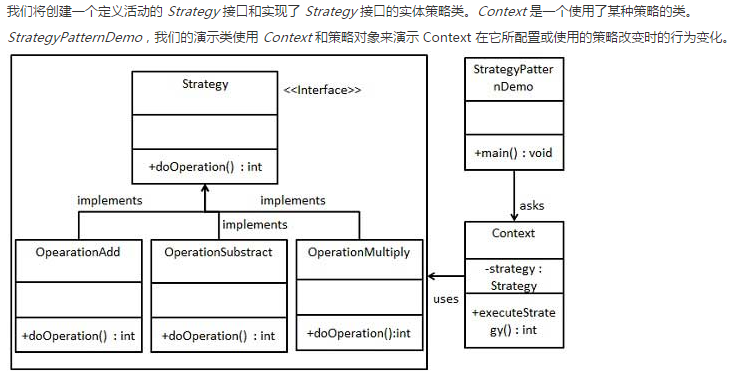 我们将创建一个定义活动的 Strategy 接口和实现了 Strategy 接口的实体策略类。Context 是一个使用了某种策略的类。
StrategyPatternDemo，我们的演示类使用 Context 和策略对象来演示 Context 在它所配置或使用的策略改变时的行为变化。
Strategy
<<Interface>>
+doOperation() : int
StrategyPatter
nDemo
+main() : void
implements
implements
implements
asks
OpearationAdd
+doOperation() : int
OperationSubstract
+doOperation() : int
OperationMultiply
+doOperation():int
uses
Context
-strategy :
Strategy
+executeStrate
gy() : int